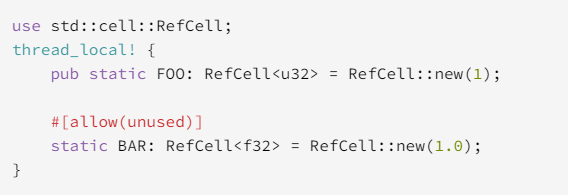 use std::cell::RefCell;
thread_local! {
    pub static FOO: RefCell<u32> = RefCell::new(1);

    #[allow(unused)]
    static BAR: RefCell<f32> = RefCell::new(1.0);
}